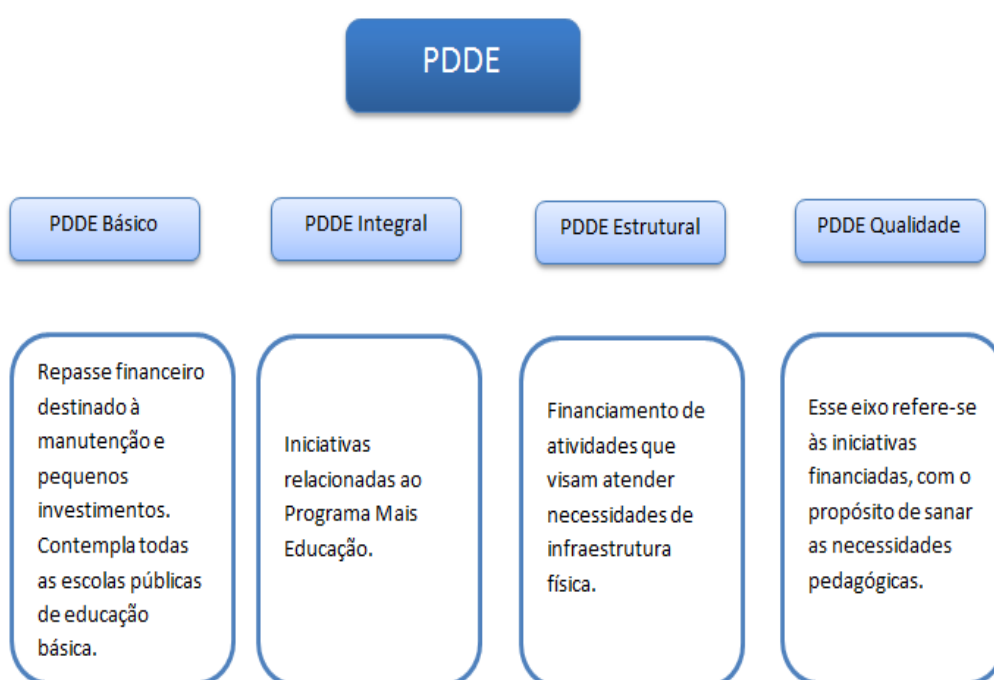 PDDE
PDDE Básico
PDDE Integral
PDDE Estrutural
PDDE Qualidade
Repasse financeiro
destinado à
manutenção e
pequenos
investimentos.
Contempla todas
as escolas públicas
de educação
básica.
Iniciativas
relacionadas ao
Programa Mais
Educação.
Financiamento de
atividades que
visam atender
necessidades de
infraestrutura
física.
Esse eixo refere-se
às iniciativas
financiadas, com o
propósito de sanar
as necessidades
pedagógicas.